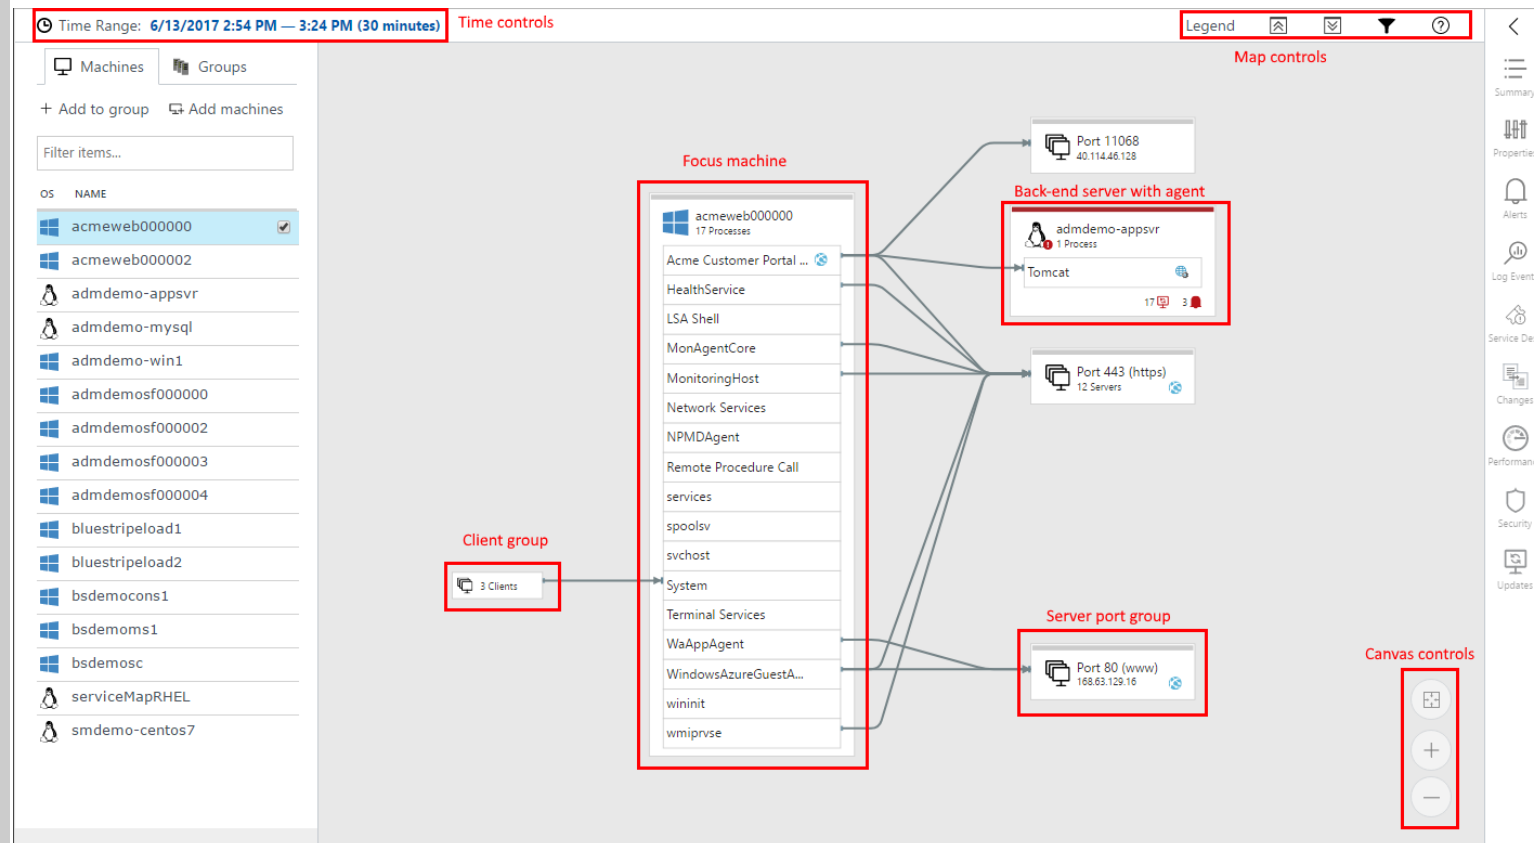 Time Range: 6/13/2017 2:54 PM — 3:24 PM (30 minutes)
Time controls
Legend
Map controls
Machines
Groups
+ Add to group
Add machines
Filter items...
OS NAME
acmeweb000000
acmeweb000002
admdemo-appsvr
admdemo-mysql
admdemo-win1
admdemosf000000
admdemosf000002
admdemosf000003
admdemosf000004
bluestripeload1
bluestripeload2
bsdemocons1
bsdemoms1
bsdemosc
serviceMapRHEL
smdemo-centos7
Client group
3 Clients
Focus machine
acmeweb000000
17 Processes
Acme Customer Portal ...
HealthService
LSA Shell
MonAgentCore
MonitoringHost
Network Services
NPMDAgent
Remote Procedure Call
services
spoolsv
svchost
System
Terminal Services
WaAppAgent
WindowsAzureGuestA...
wininit
wmiprvse
Port 11068
40.114.46.128
Back-end server with agent
admdemo-appsvr
1 Process
Tomcat
17 3
Port 443 (https)
12 Servers
Server port group
Port 80 (www)
168.63.129.16
Canvas controls
Summary
Propertie
Alerts
Log Event
Service De
Changes
Performan
Security
Updates